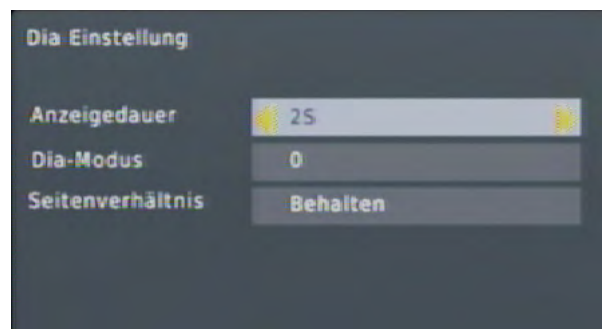 Dia Einstellung
Anzeigedauer 2S
Dia-Modus 0
Seitenverhältnis Behalten